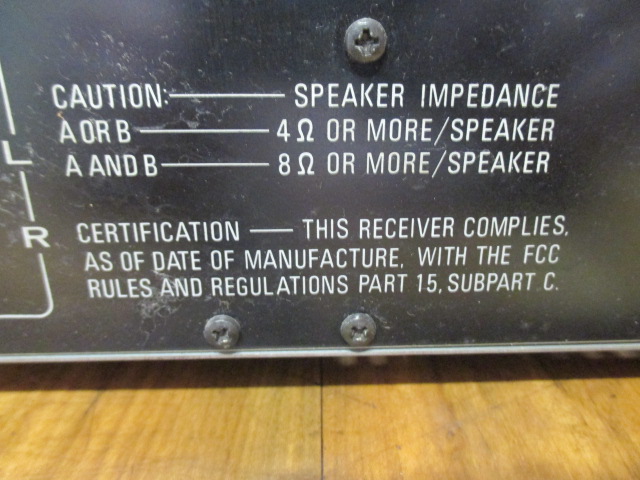 CAUTION: SPEAKER IMPEDANCE
A OR B 4Ω OR MORE/SPEAKER
A AND B 8Ω OR MORE/SPEAKER
L
R
CERTIFICATION — THIS RECEIVER COMPLIES,
AS OF DATE OF MANUFACTURE, WITH THE FCC
RULES AND REGULATIONS PART 15, SUBPART C.